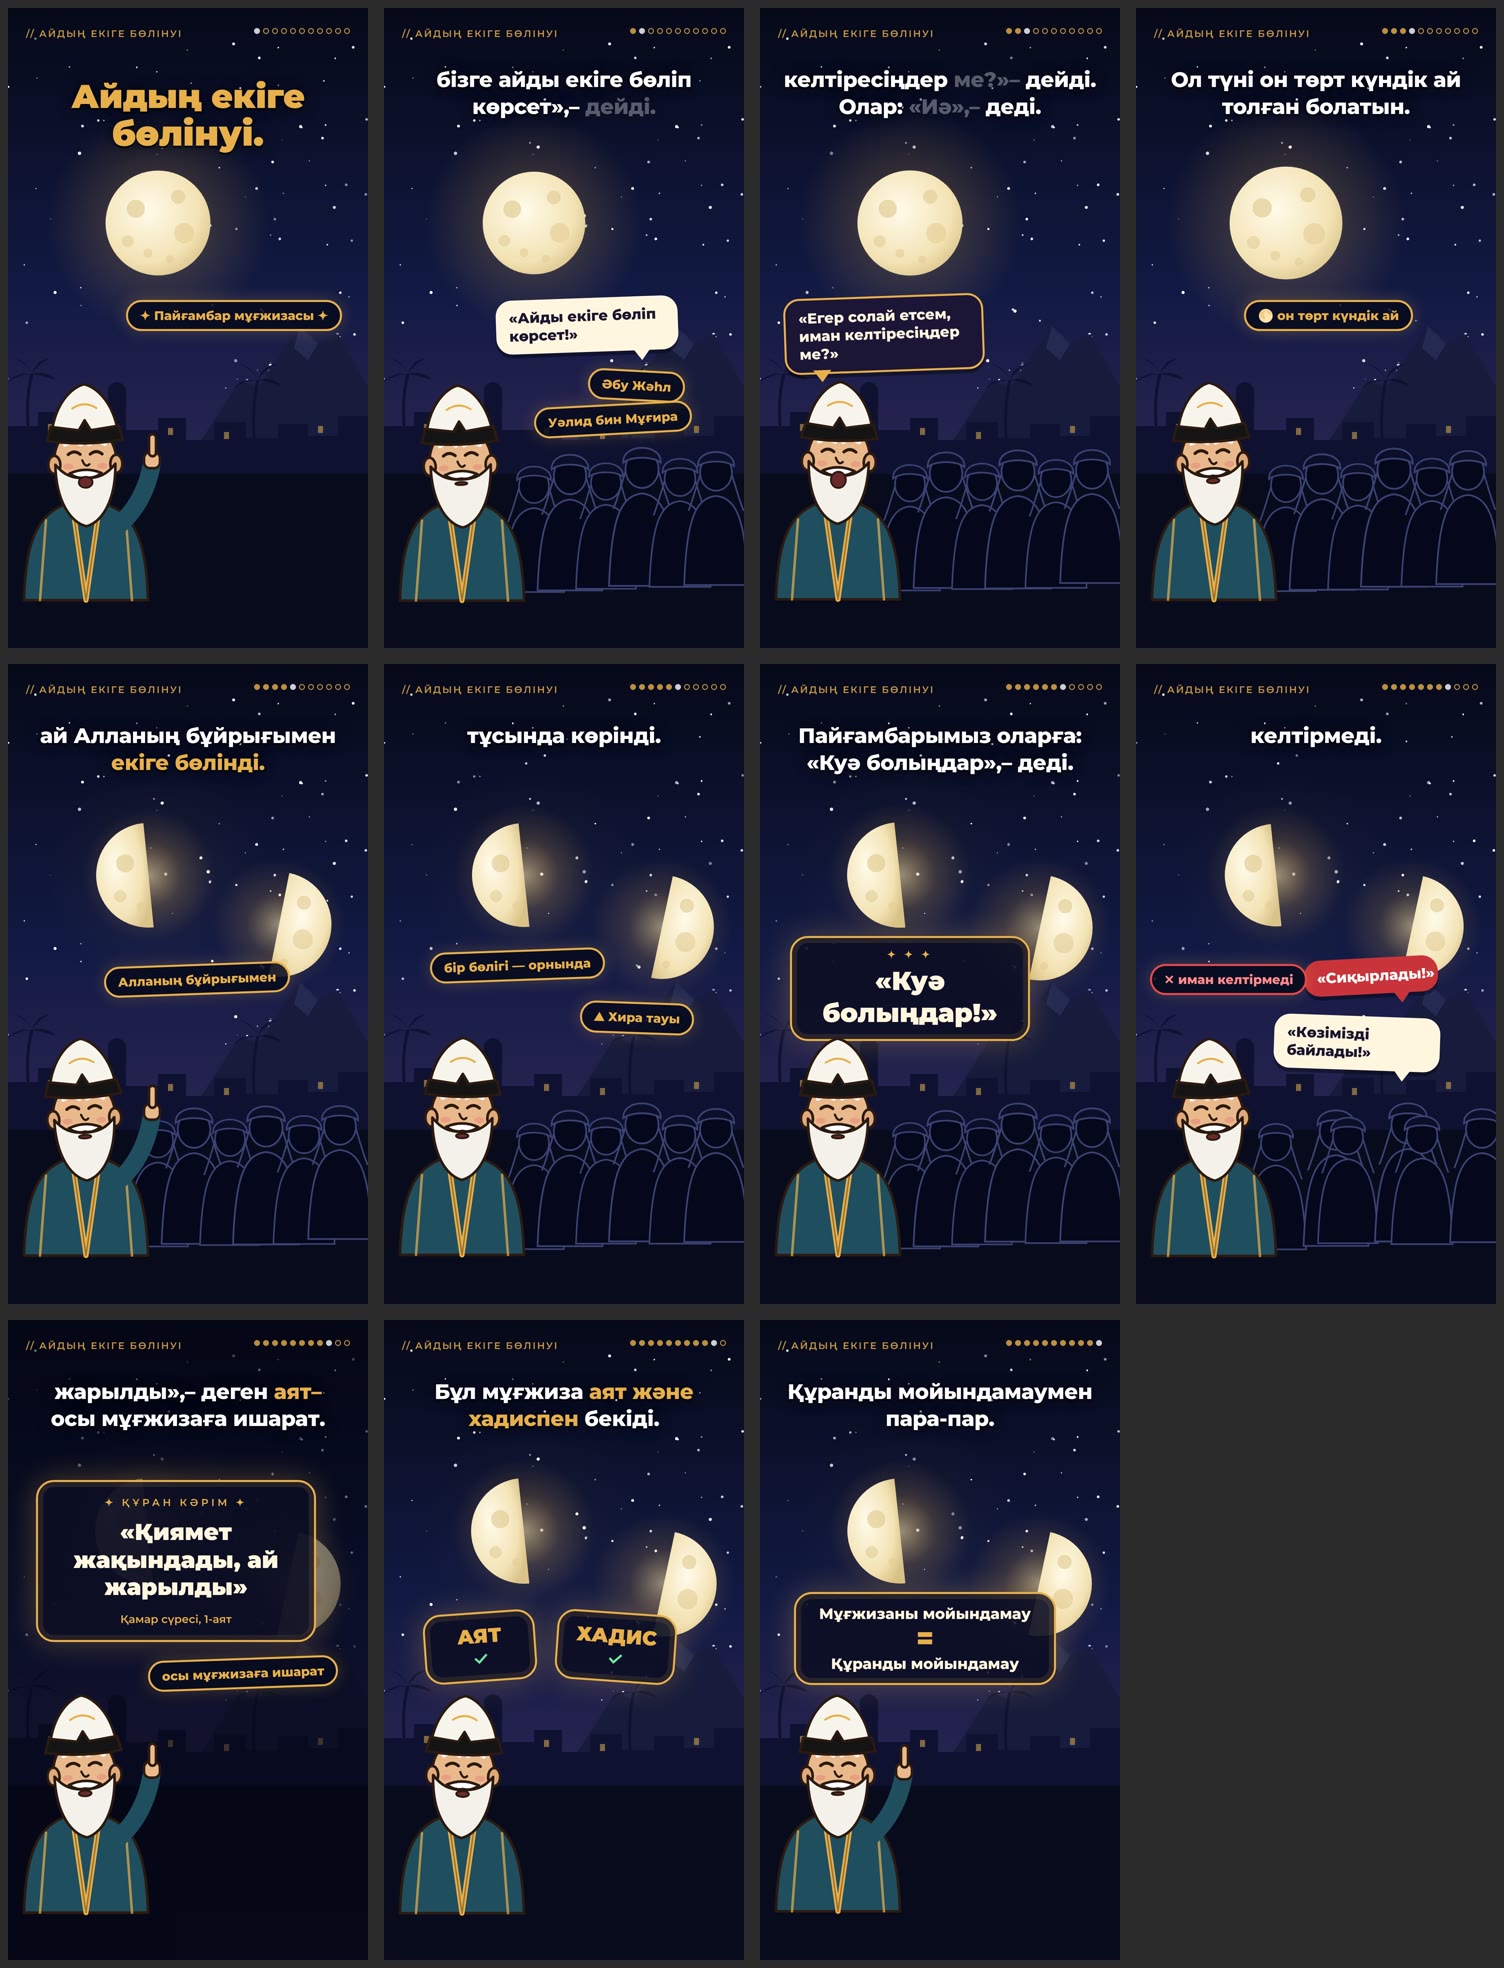 // АЙДЫҢ ЕКІГЕ БӨЛІНУІ
Айдың екіге
бөлінуі.
✦ Пайғамбар мұғжизасы ✦
// АЙДЫҢ ЕКІГЕ БӨЛІНУІ
бізге айды екіге бөліп
көрсет»,– дейді.
«Айды екіге бөліп
көрсет!»
Әбу Жәһл
Уәлид бин Мұғира
// АЙДЫҢ ЕКІГЕ БӨЛІНУІ
келтіресіңдер ме?»– дейді.
Олар: «Иә»,– деді.
«Егер солай етсем,
иман келтіресіңдер
ме?»
// АЙДЫҢ ЕКІГЕ БӨЛІНУІ
Ол түні он төрт күндік ай
толған болатын.
он төрт күндік ай
// АЙДЫҢ ЕКІГЕ БӨЛІНУІ
ай Алланың бұйрығымен
екіге бөлінді.
Алланың бұйрығымен
// АЙДЫҢ ЕКІГЕ БӨЛІНУІ
тұсында көрінді.
бір бөлігі — орнында
▲ Хира тауы
// АЙДЫҢ ЕКІГЕ БӨЛІНУІ
Пайғамбарымыз оларға:
«Куә болыңдар»,– деді.
✦ ✦ ✦
«Куә
болыңдар!»
// АЙДЫҢ ЕКІГЕ БӨЛІНУІ
келтірмеді.
✕ иман келтірмеді
«Сиқырлады!»
«Көзімізді
байлады!»
// АЙДЫҢ ЕКІГЕ БӨЛІНУІ
жарылды»,– деген аят–
осы мұғжизаға ишарат.
✦ ҚҰРАН КӘРІМ ✦
«Қиямет
жақындады, ай
жарылды»
Қамар сүресі, 1-аят
осы мұғжизаға ишарат
// АЙДЫҢ ЕКІГЕ БӨЛІНУІ
Бұл мұғжиза аят және
хадиспен бекіді.
АЯТ
✓
ХАДИС
✓
// АЙДЫҢ ЕКІГЕ БӨЛІНУІ
Құранды мойындамаумен
пара-пар.
Мұғжизаны мойындамау
=
Құранды мойындамау